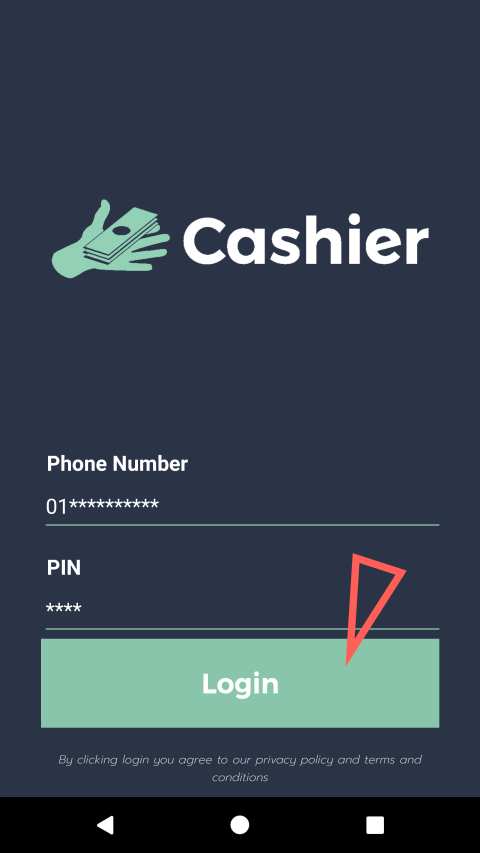 Cashier
Phone Number
01**********
PIN
****
Login
By clicking login you agree to our privacy policy and terms and
conditions